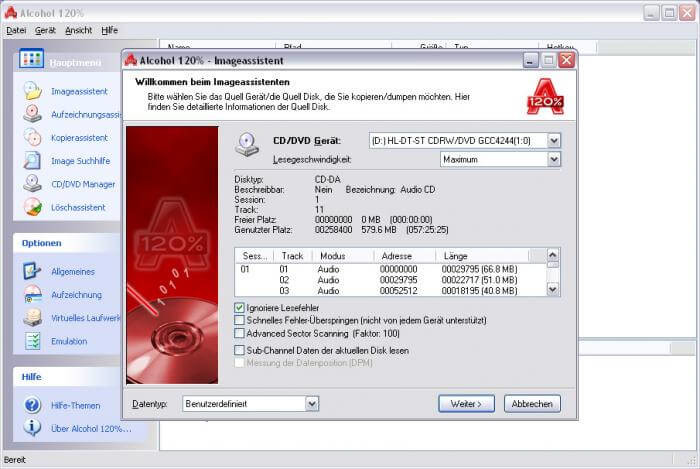 Alcohol 120%
Datei Gerät Ansicht Hilfe
Name Pfad Größe Typ Hotkey
Hauptmenü
Imageassistent
Aufzeichnungsassis
Kopierassistent
Image Suchhilfe
CD/DVD Manager
Löschassistent
Optionen
Allgemeines
Aufzeichnung
Virtuelles Laufwerk
Emulation
Hilfe
Hilfe-Themen
Über Alcohol 120%...
Bereit
Alcohol 120% - Imageassistent
Willkommen beim Imageassistenten
Bitte wählen Sie das Quell Gerät/die Quell Disk, die Sie kopieren/dumpen möchten. Hier
finden Sie detaillierte Informationen der Quell Disk.
120%
A 120%
1 0 1 0 1
CD/DVD Gerät: (D:) HL-DT-ST CDRW/DVD GCC4244(1:0)
Lesegeschwindigkeit: Maximum
Disktyp: CD-DA
Beschreibbar: Nein Bezeichnung: Audio CD
Session: 1
Track: 11
Freier Platz: 00000000 0 MB (000:00:00)
Genutzter Platz: 00258400 579.6 MB (057:25:25)
Sess... Track Modus Adresse Länge
01 01 Audio 00000000 00029795 (66.8 MB)
02 Audio 00029795 00022717 (51.0 MB)
03 Audio 00052512 00018195 (40.8 MB)
Ignoriere Lesefehler
Schnelles Fehler-Überspringen (nicht von jedem Gerät unterstützt)
Advanced Sector Scanning (Faktor: 100)
Sub-Channel Daten der aktuellen Disk lesen
Messung der Datenposition (DPM)
Datentyp: Benutzerdefiniert
Weiter > Abbrechen